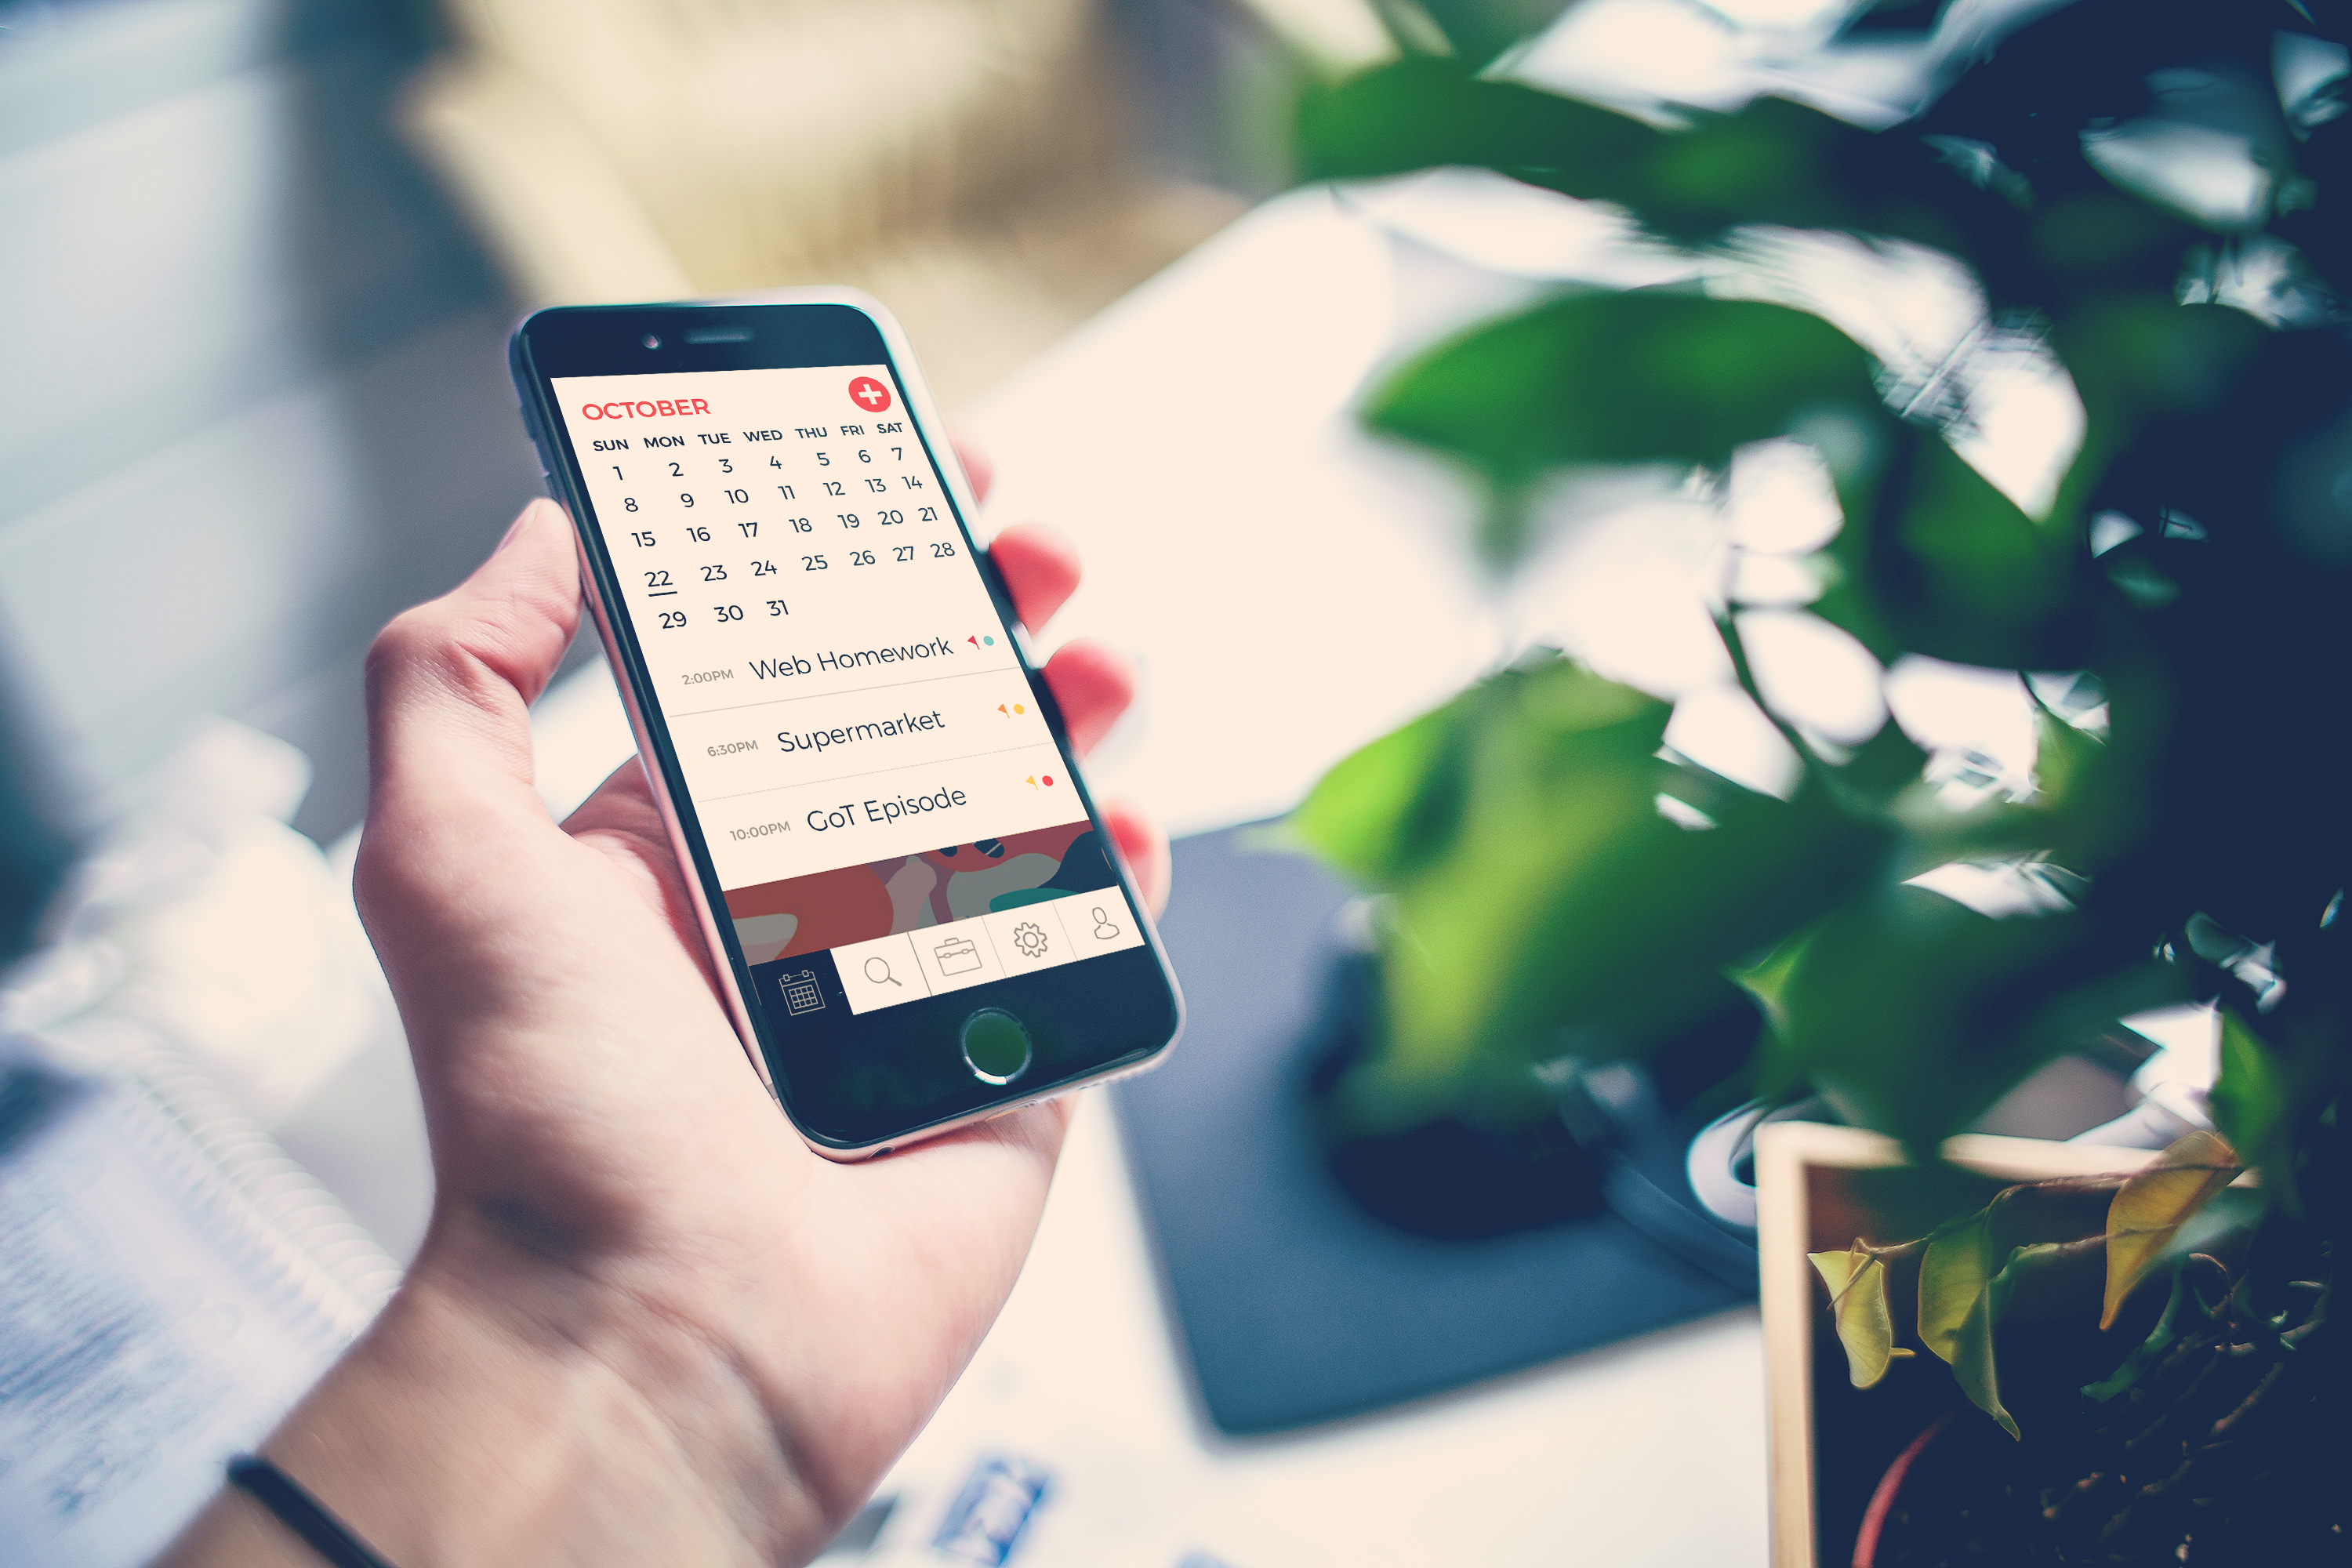 OCTOBER
SUN MON TUE WED THU FRI SAT
1 2 3 4 5 6 7
8 9 10 11 12 13 14
15 16 17 18 19 20 21
22 23 24 25 26 27 28
29 30 31
2:00PM Web Homework
6:30PM Supermarket
10:00PM GoT Episode